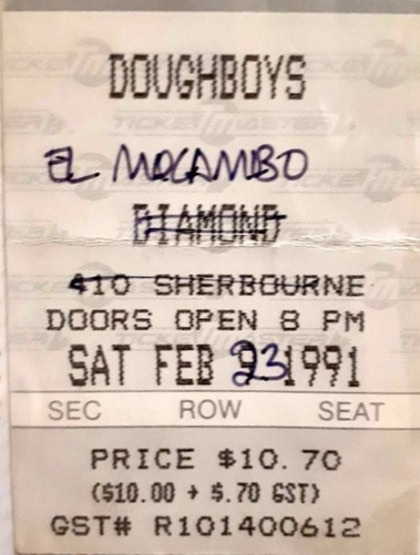 DOUGHBOYS
EL MOCAMBO
DIAMOND
410 SHERBOURNE
DOORS OPEN 8 PM
SAT FEB 23 1991
SEC ROW SEAT
PRICE $10.70
($10.00 + $.70 GST)
GST# R101400612